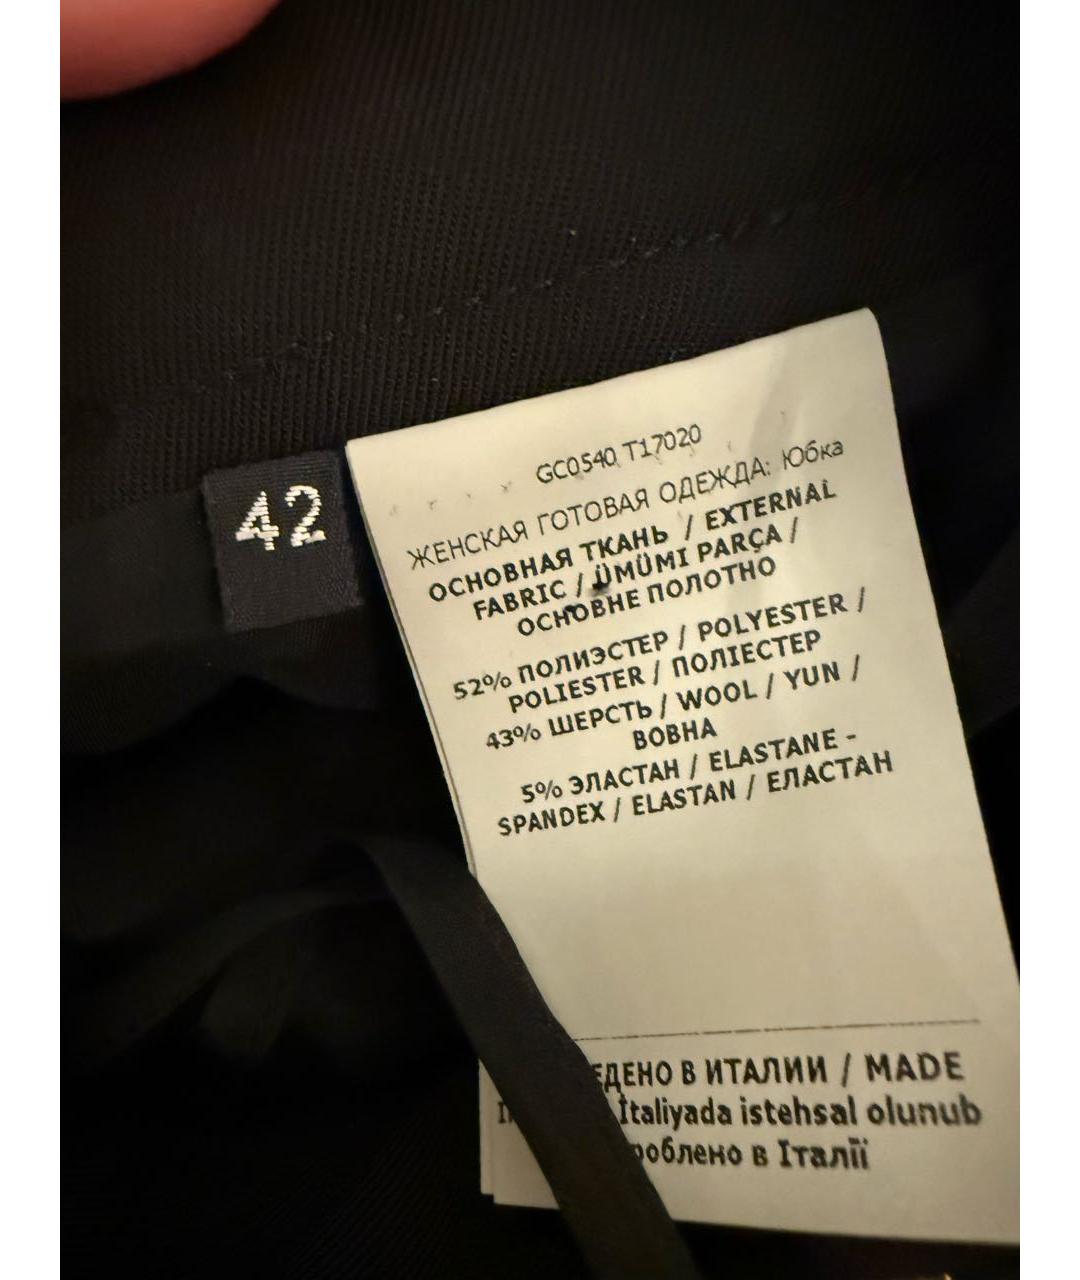 42
GC0540 T17020
ЖЕНСКАЯ ГОТОВАЯ ОДЕЖДА: Юбка
ОСНОВНАЯ ТКАНЬ / EXTERNAL
FABRIC / ÜMÜMI PARÇA /
ОСНОВНЕ ПОЛОТНО
52% ПОЛИЭСТЕР / POLYESTER /
POLIESTER / ПОЛІЕСТЕР
43% ШЕРСТЬ / WOOL / YUN /
ВОВНА
5% ЭЛАСТАН / ELASTANE -
SPANDEX / ELASTAN / ЕЛАСТАН
ЕДЕНО В ИТАЛИИ / MADE
İtaliyada istehsal olunub
роблено в Італії